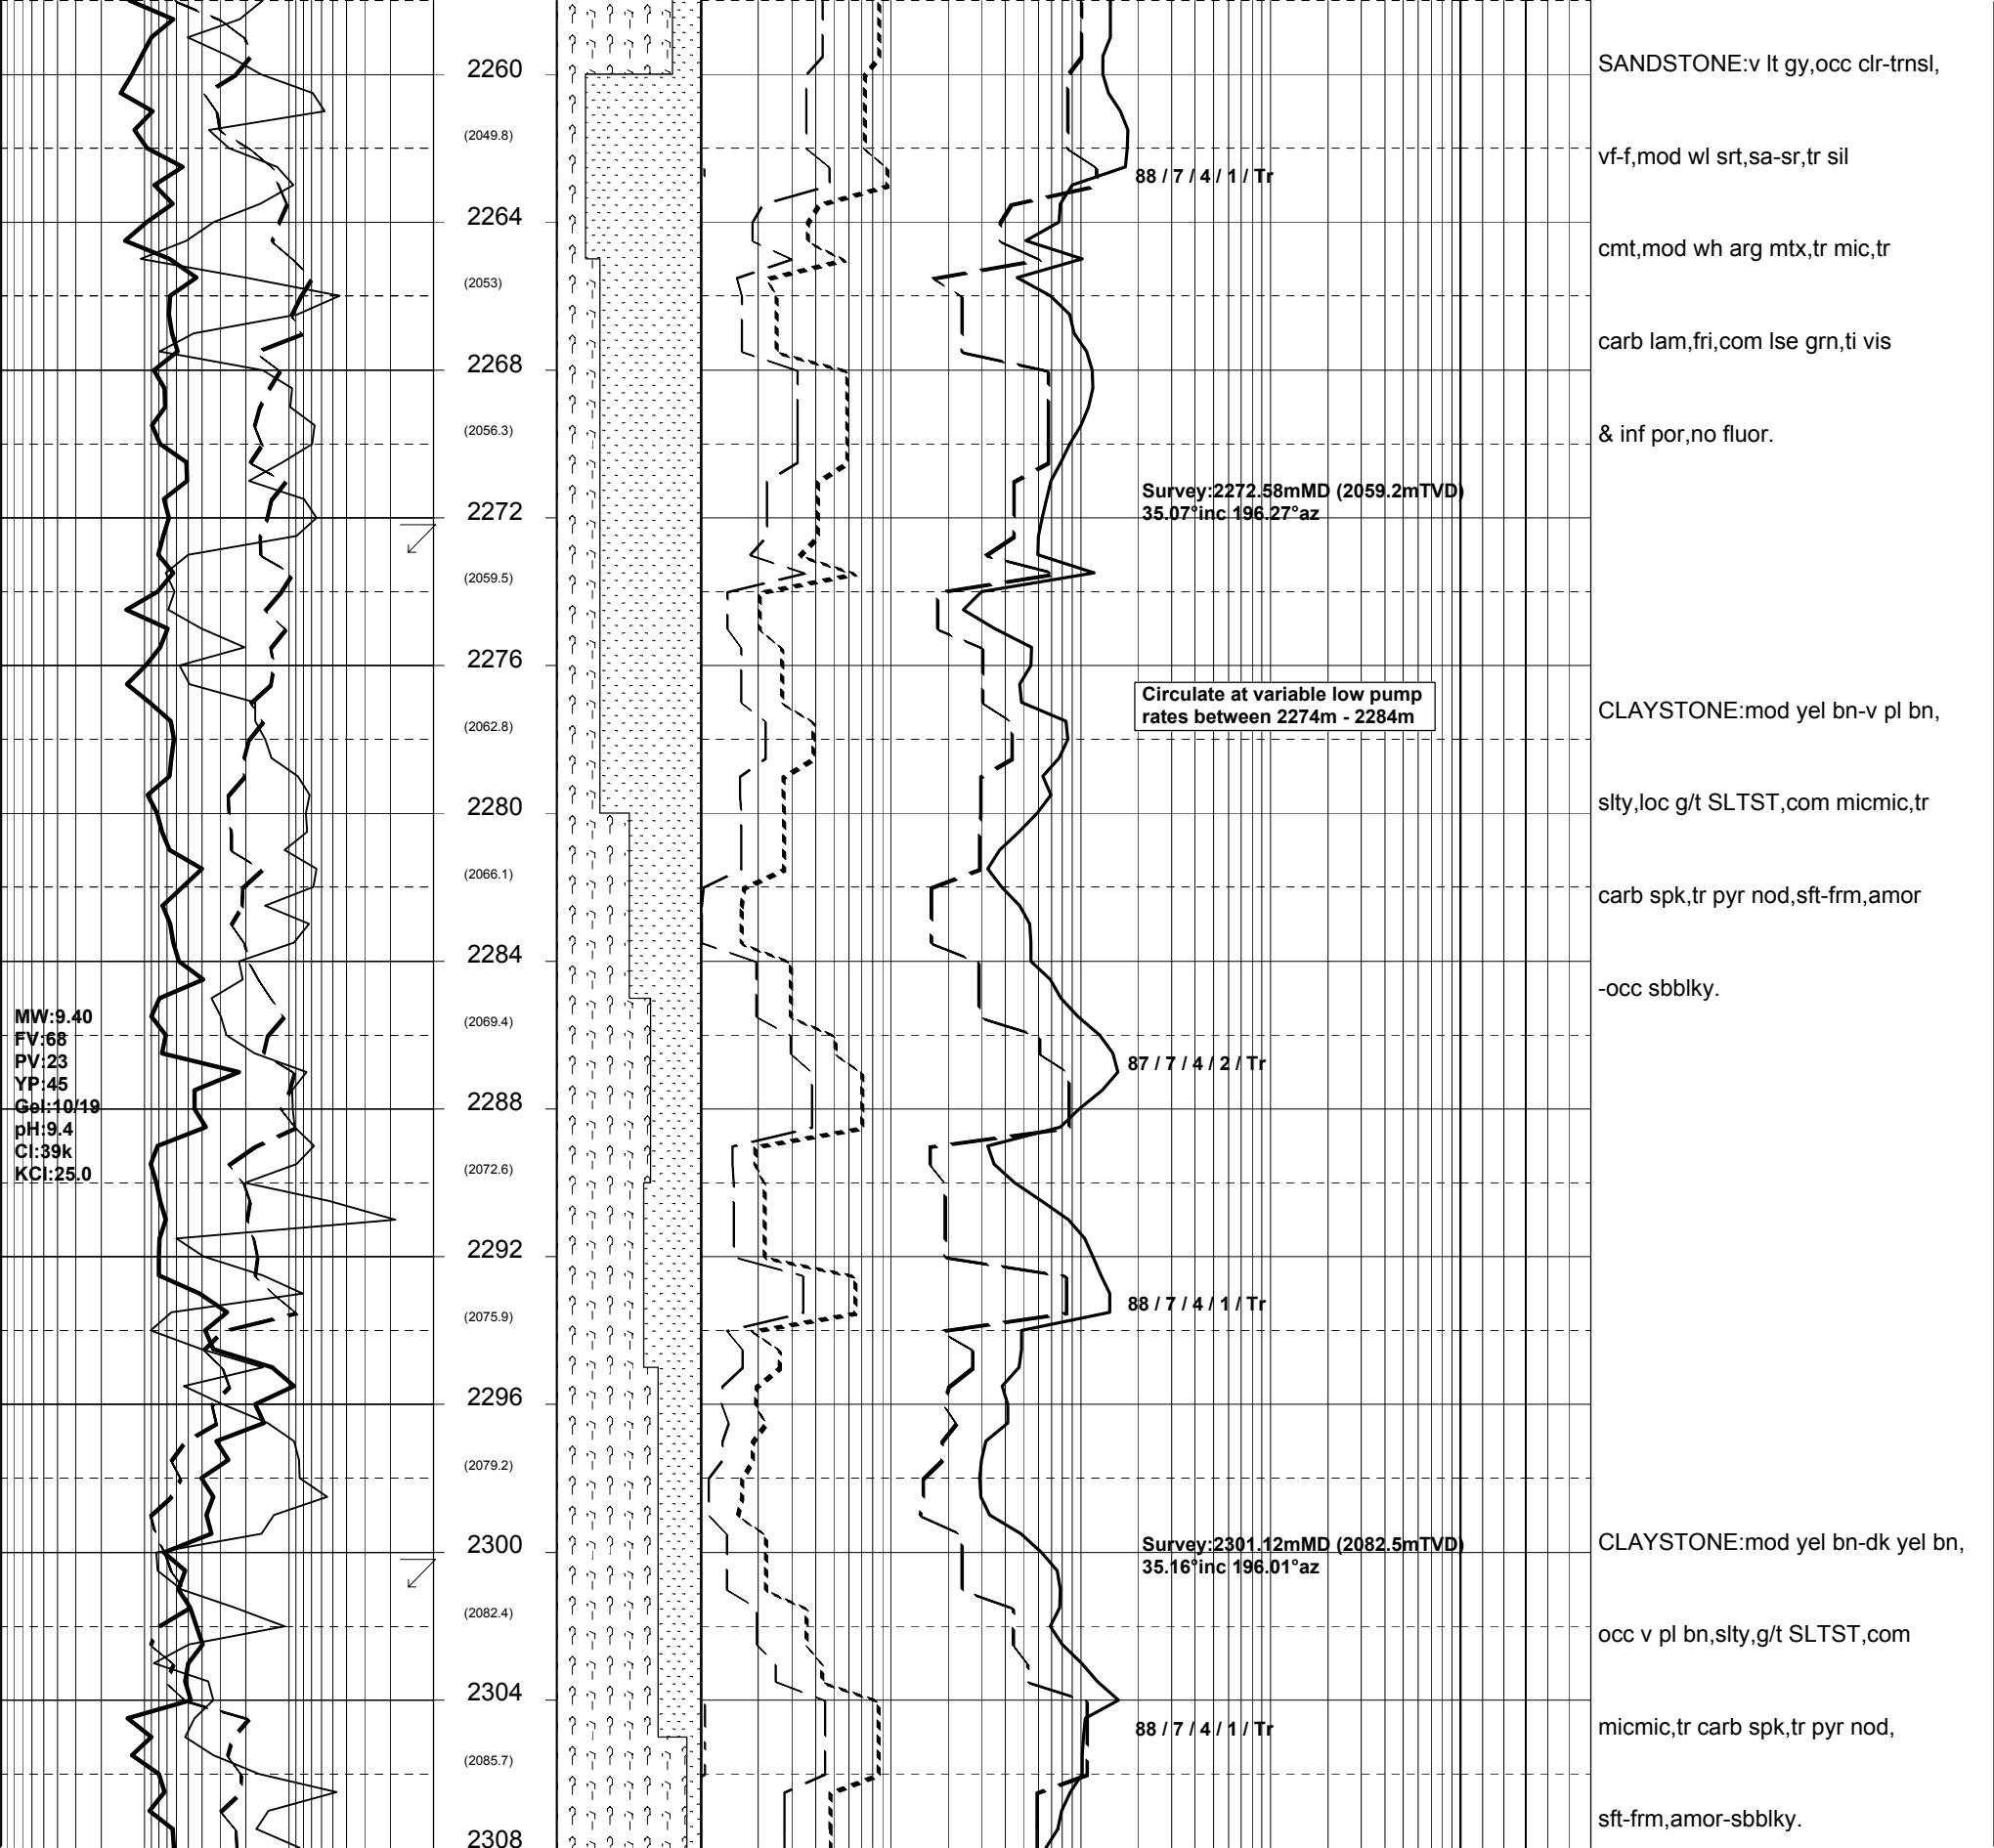 2260
(2049.8)
2264
(2053)
2268
(2056.3)
2272
(2059.5)
2276
(2062.8)
2280
(2066.1)
2284
(2069.4)
2288
(2072.6)
2292
(2075.9)
2296
(2079.2)
2300
(2082.4)
2304
(2085.7)
2308
MW:9.40
FV:68
PV:23
YP:45
Gel:10/19
pH:9.4
Cl:39k
KCl:25.0
88 / 7 / 4 / 1 / Tr
Survey:2272.58mMD (2059.2mTVD)
35.07°inc 196.27°az
Circulate at variable low pump
rates between 2274m - 2284m
87 / 7 / 4 / 2 / Tr
88 / 7 / 4 / 1 / Tr
Survey:2301.12mMD (2082.5mTVD)
35.16°inc 196.01°az
88 / 7 / 4 / 1 / Tr
SANDSTONE:v lt gy,occ clr-trnsl,
vf-f,mod wl srt,sa-sr,tr sil
cmt,mod wh arg mtx,tr mic,tr
carb lam,fri,com lse grn,ti vis
& inf por,no fluor.
CLAYSTONE:mod yel bn-v pl bn,
slty,loc g/t SLTST,com micmic,tr
carb spk,tr pyr nod,sft-frm,amor
-occ sbblky.
CLAYSTONE:mod yel bn-dk yel bn,
occ v pl bn,slty,g/t SLTST,com
micmic,tr carb spk,tr pyr nod,
sft-frm,amor-sbblky.